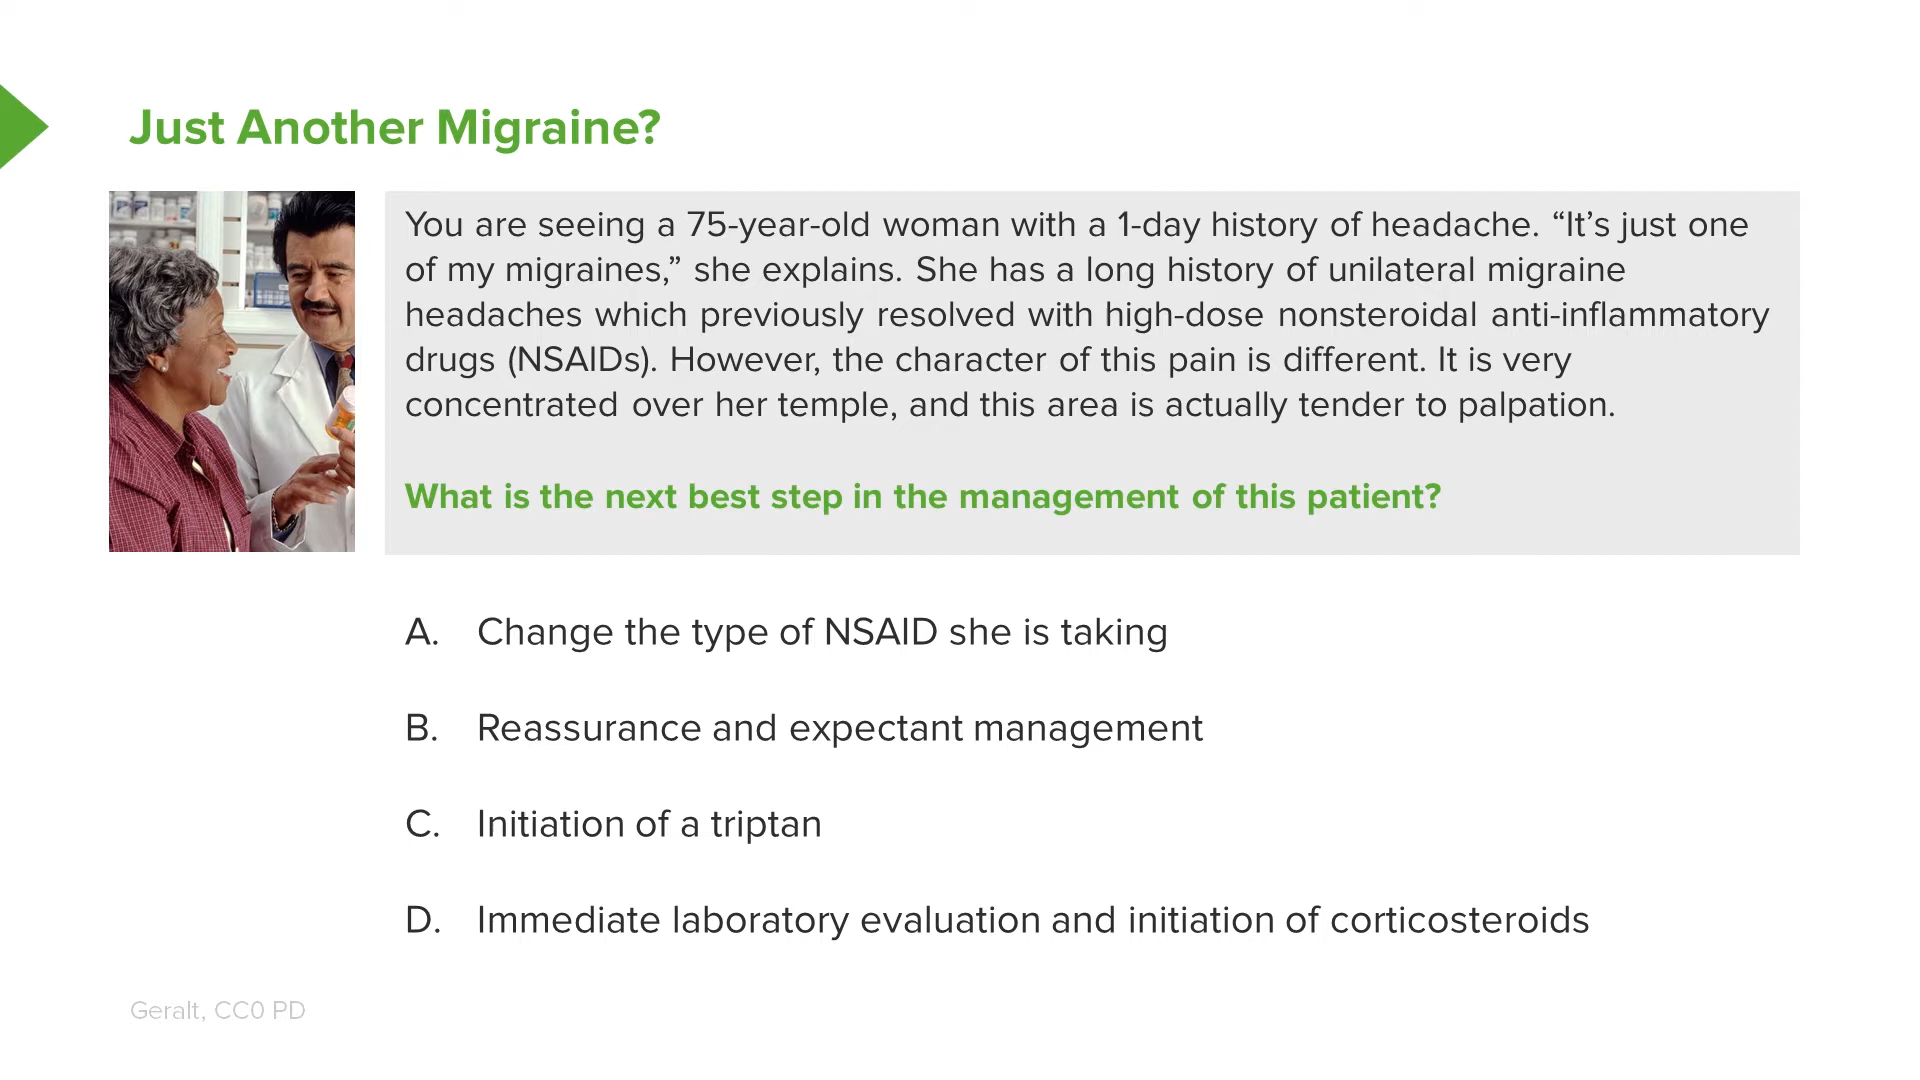 Just Another Migraine?
You are seeing a 75-year-old woman with a 1-day history of headache. “It’s just one
of my migraines,” she explains. She has a long history of unilateral migraine
headaches which previously resolved with high-dose nonsteroidal anti-inflammatory
drugs (NSAIDs). However, the character of this pain is different. It is very
concentrated over her temple, and this area is actually tender to palpation.
What is the next best step in the management of this patient?
A. Change the type of NSAID she is taking
B. Reassurance and expectant management
C. Initiation of a triptan
D. Immediate laboratory evaluation and initiation of corticosteroids
Geralt, CC0 PD